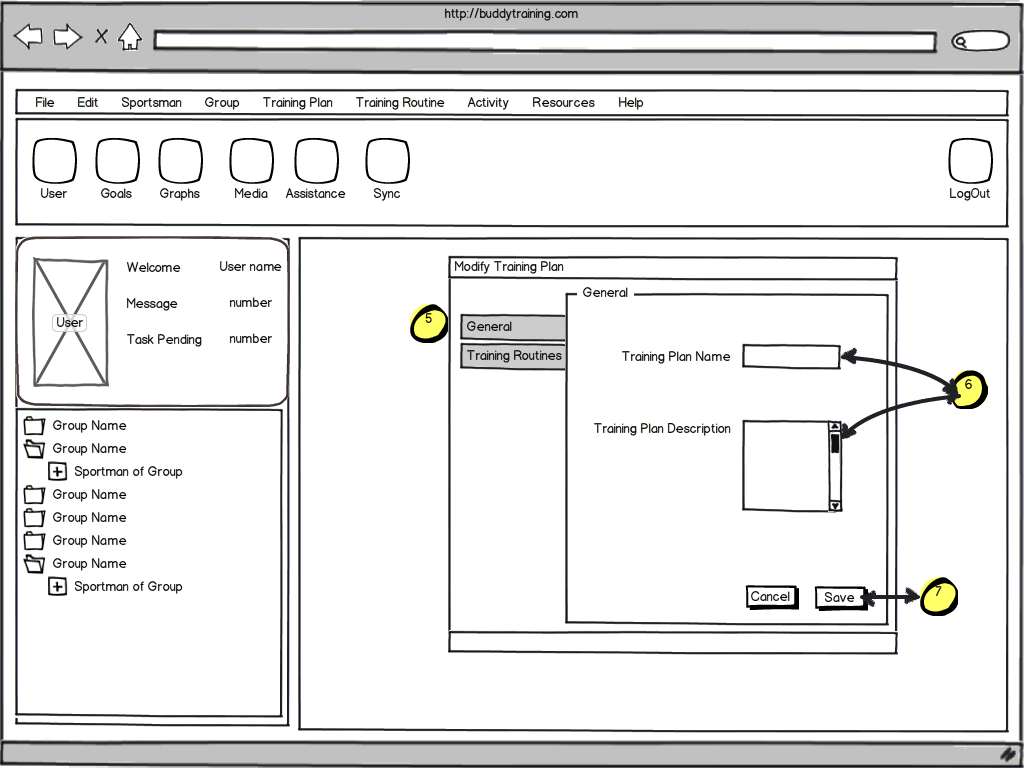 http://buddytraining.com
File Edit Sportsman Group Training Plan Training Routine Activity Resources Help
User Goals Graphs Media Assistance Sync LogOut
Welcome User name
Message number
User
Task Pending number
Group Name
Group Name
Sportman of Group
Group Name
Group Name
Group Name
Group Name
Sportman of Group
Modify Training Plan
General
5
General
Training Routines
Training Plan Name
6
Training Plan Description
Cancel Save
7